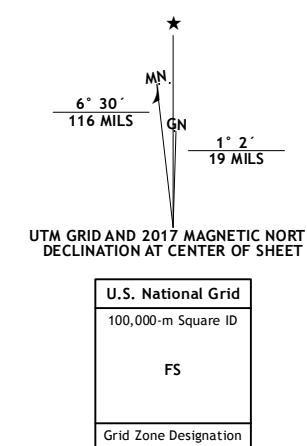 ★
MN
GN
6° 30´
116 MILS
1° 2´
19 MILS
UTM GRID AND 2017 MAGNETIC NORT
DECLINATION AT CENTER OF SHEET
U.S. National Grid
100,000-m Square ID
FS
Grid Zone Designation